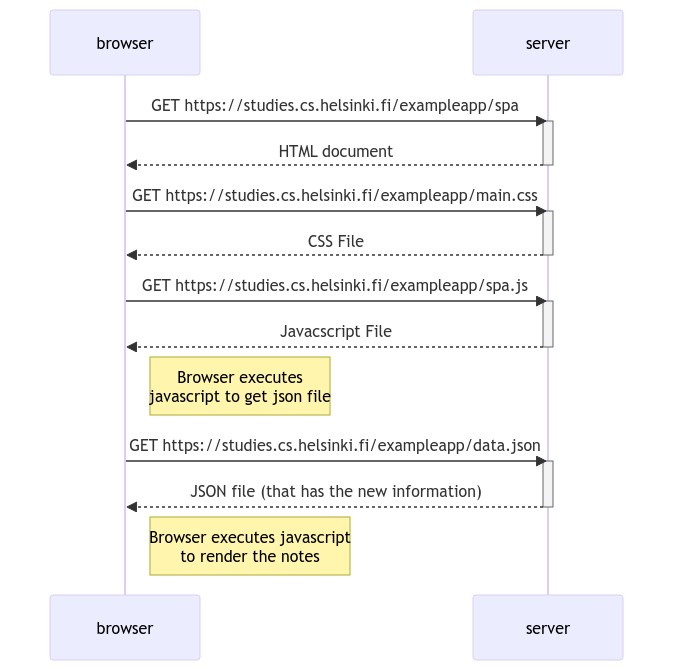 browser
server
GET https://studies.cs.helsinki.fi/exampleapp/spa
HTML document
GET https://studies.cs.helsinki.fi/exampleapp/main.css
CSS File
GET https://studies.cs.helsinki.fi/exampleapp/spa.js
Javacscript File
Browser executes
javascript to get json file
GET https://studies.cs.helsinki.fi/exampleapp/data.json
JSON file (that has the new information)
Browser executes javascript
to render the notes
browser
server